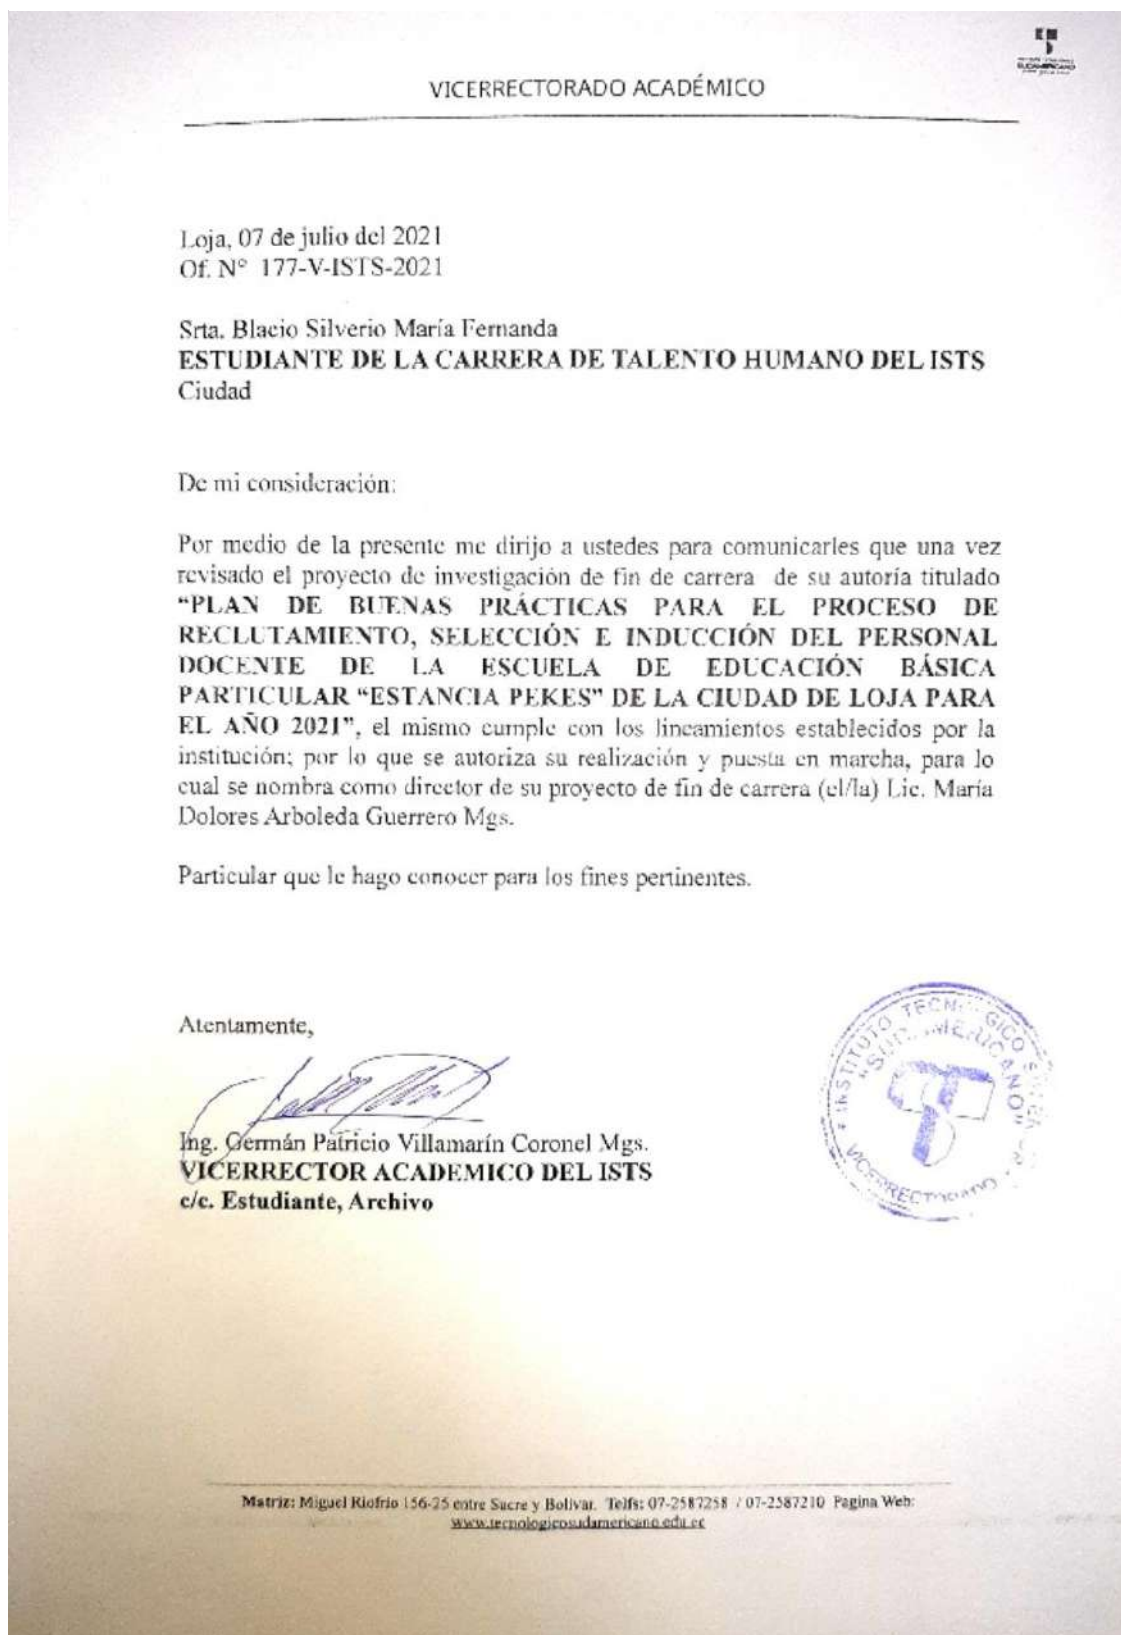 SUDAMERICANO
VICERRECTORADO ACADÉMICO
Loja, 07 de julio del 2021
Of. N° 177-V-ISTS-2021
Srta. Blacio Silverio María Fernanda
ESTUDIANTE DE LA CARRERA DE TALENTO HUMANO DEL ISTS
Ciudad
De mi consideración:
Por medio de la presente me dirijo a ustedes para comunicarles que una vez
revisado el proyecto de investigación de fin de carrera de su autoría titulado
“PLAN DE BUENAS PRÁCTICAS PARA EL PROCESO DE
RECLUTAMIENTO, SELECCIÓN E INDUCCIÓN DEL PERSONAL
DOCENTE DE LA ESCUELA DE EDUCACIÓN BÁSICA
PARTICULAR “ESTANCIA PEKES” DE LA CIUDAD DE LOJA PARA
EL AÑO 2021”, el mismo cumple con los lineamientos establecidos por la
institución; por lo que se autoriza su realización y puesta en marcha, para lo
cual se nombra como director de su proyecto de fin de carrera (el/la) Lic. María
Dolores Arboleda Guerrero Mgs.
Particular que le hago conocer para los fines pertinentes.
Atentamente,
Ing. Germán Patricio Villamarín Coronel Mgs.
VICERRECTOR ACADEMICO DEL ISTS
c/c. Estudiante, Archivo
INSTITUTO TECNOLÓGICO
"SUDAMERICANO"
VICERRECTORADO
Matriz: Miguel Riofrío 156-25 entre Sucre y Bolívar. Telfs: 07-2587258 / 07-2587210 Pagina Web:
www.tecnologicosudamericano.edu.ec